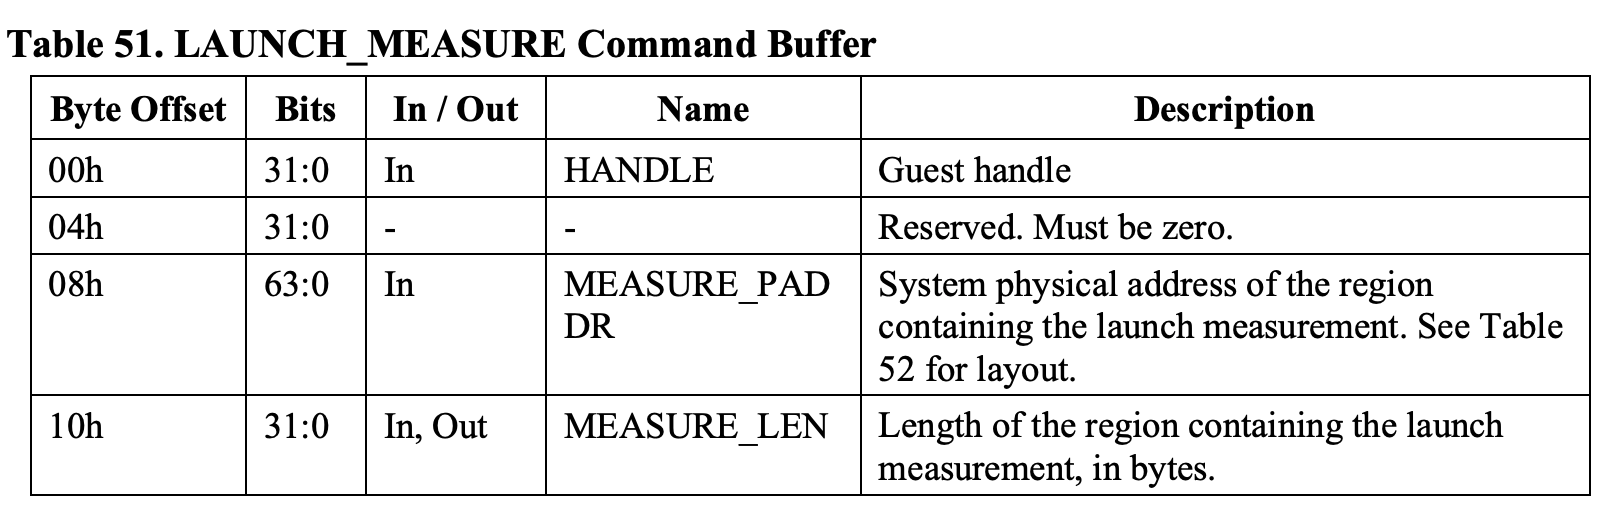 Table 51. LAUNCH_MEASURE Command Buffer
Byte Offset Bits In / Out Name Description
00h 31:0 In HANDLE Guest handle
04h 31:0 - - Reserved. Must be zero.
08h 63:0 In MEASURE_PAD System physical address of the region
DR containing the launch measurement. See Table
52 for layout.
10h 31:0 In, Out MEASURE_LEN Length of the region containing the launch
measurement, in bytes.